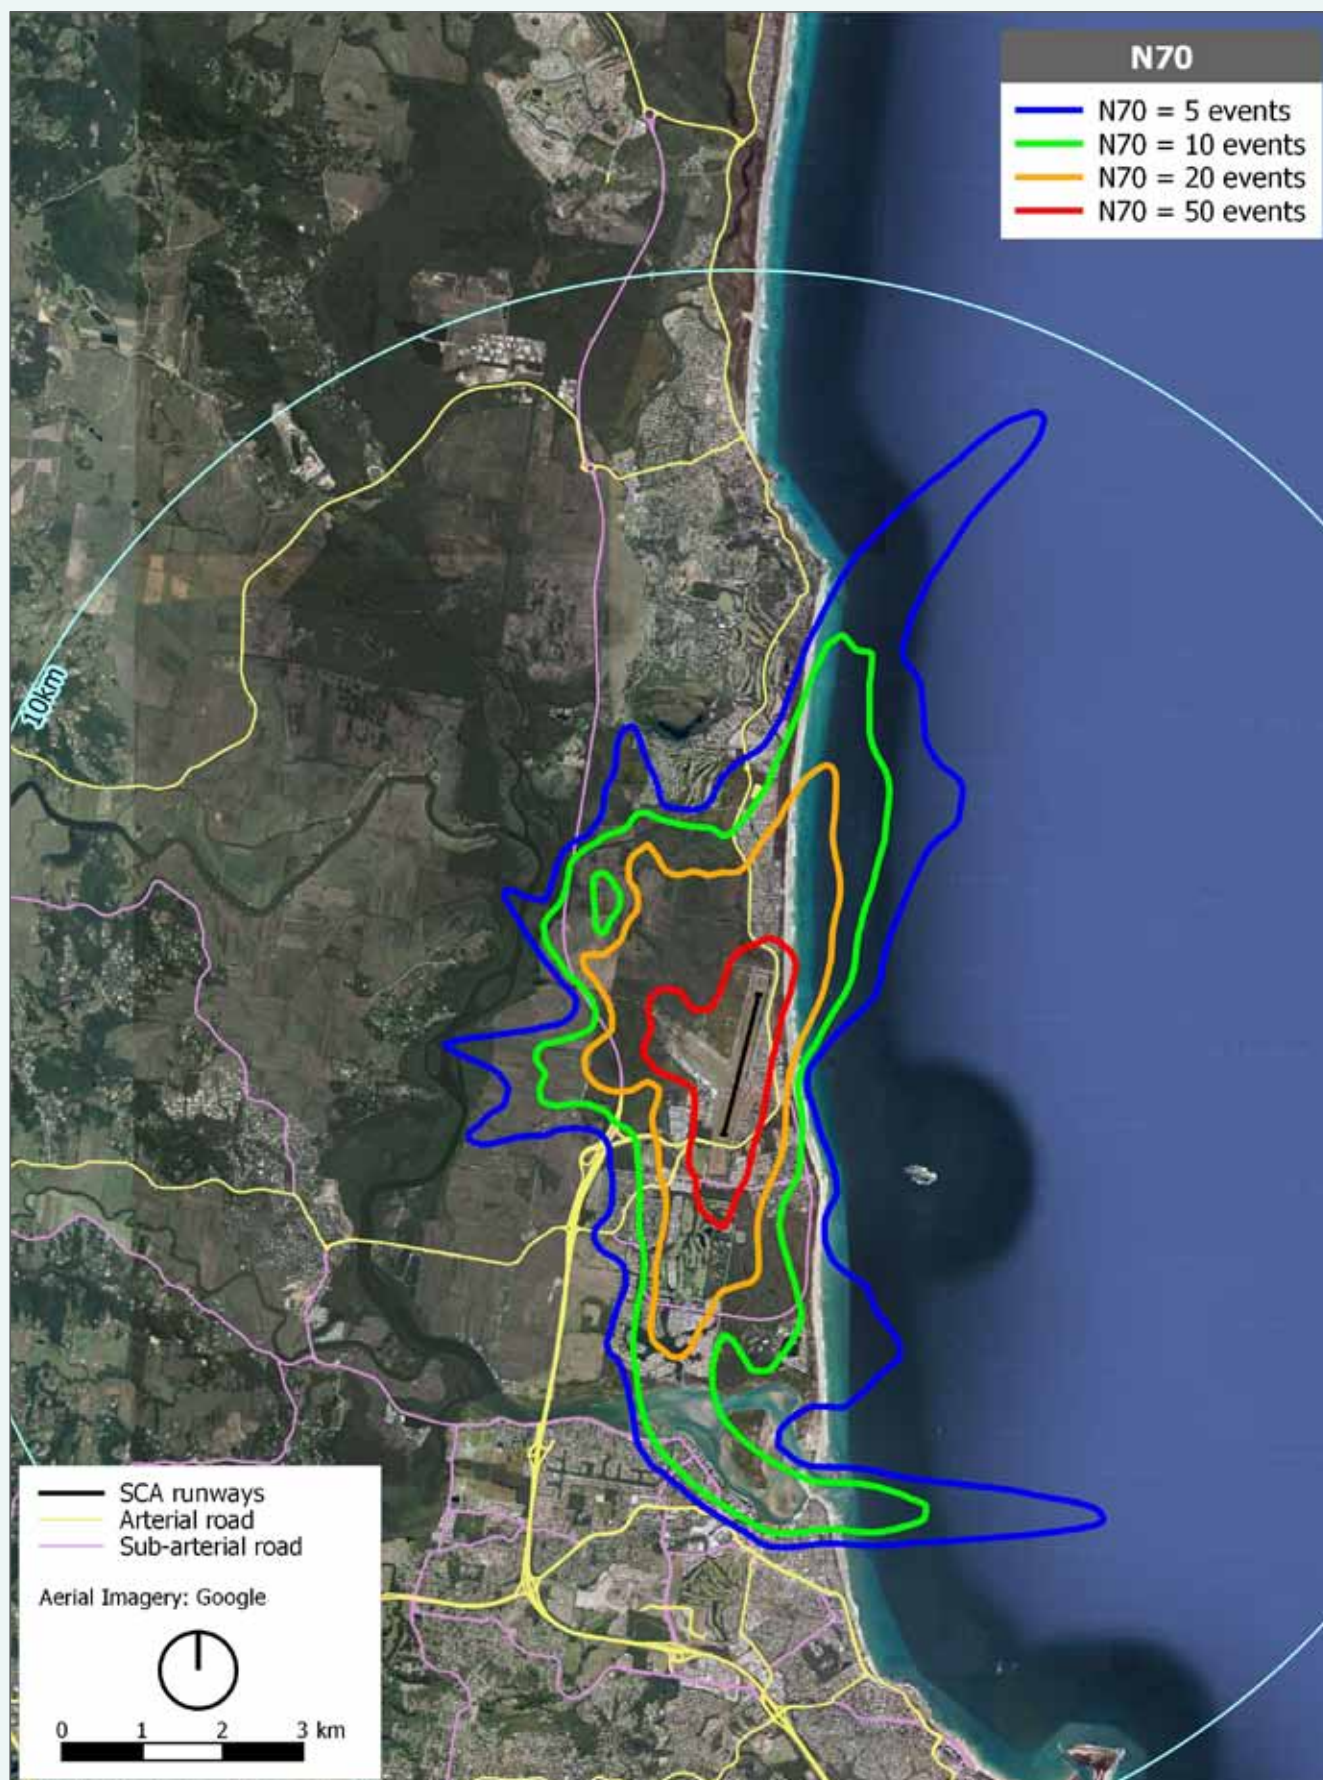 N70
N70 = 5 events
N70 = 10 events
N70 = 20 events
N70 = 50 events
10km
SCA runways
Arterial road
Sub-arterial road
Aerial Imagery: Google
0 1 2 3 km